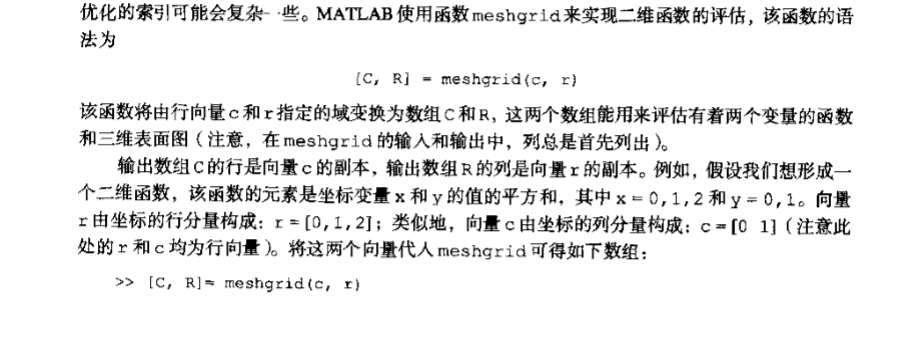 优化的索引可能会复杂一些。MATLAB 使用函数 meshgrid 来实现二维函数的评估，该函数的语
法为
[C, R] = meshgrid(c, r)
该函数将由行向量 c 和 r 指定的域变换为数组 C 和 R，这两个数组能用来评估有着两个变量的函数
和三维表面图（注意，在 meshgrid 的输入和输出中，列总是首先列出）。
输出数组 C 的行是向量 c 的副本，输出数组 R 的列是向量 r 的副本。例如，假设我们想形成一
个二维函数，该函数的元素是坐标变量 x 和 y 的值的平方和，其中 x = 0,1,2 和 y = 0,1。向量
r 由坐标的行分量构成：r = [0,1,2]；类似地，向量 c 由坐标的列分量构成：c = [0 1]（注意此
处的 r 和 c 均为行向量）。将这两个向量代人 meshgrid 可得如下数组：
>> [C, R]= meshgrid(c, r)